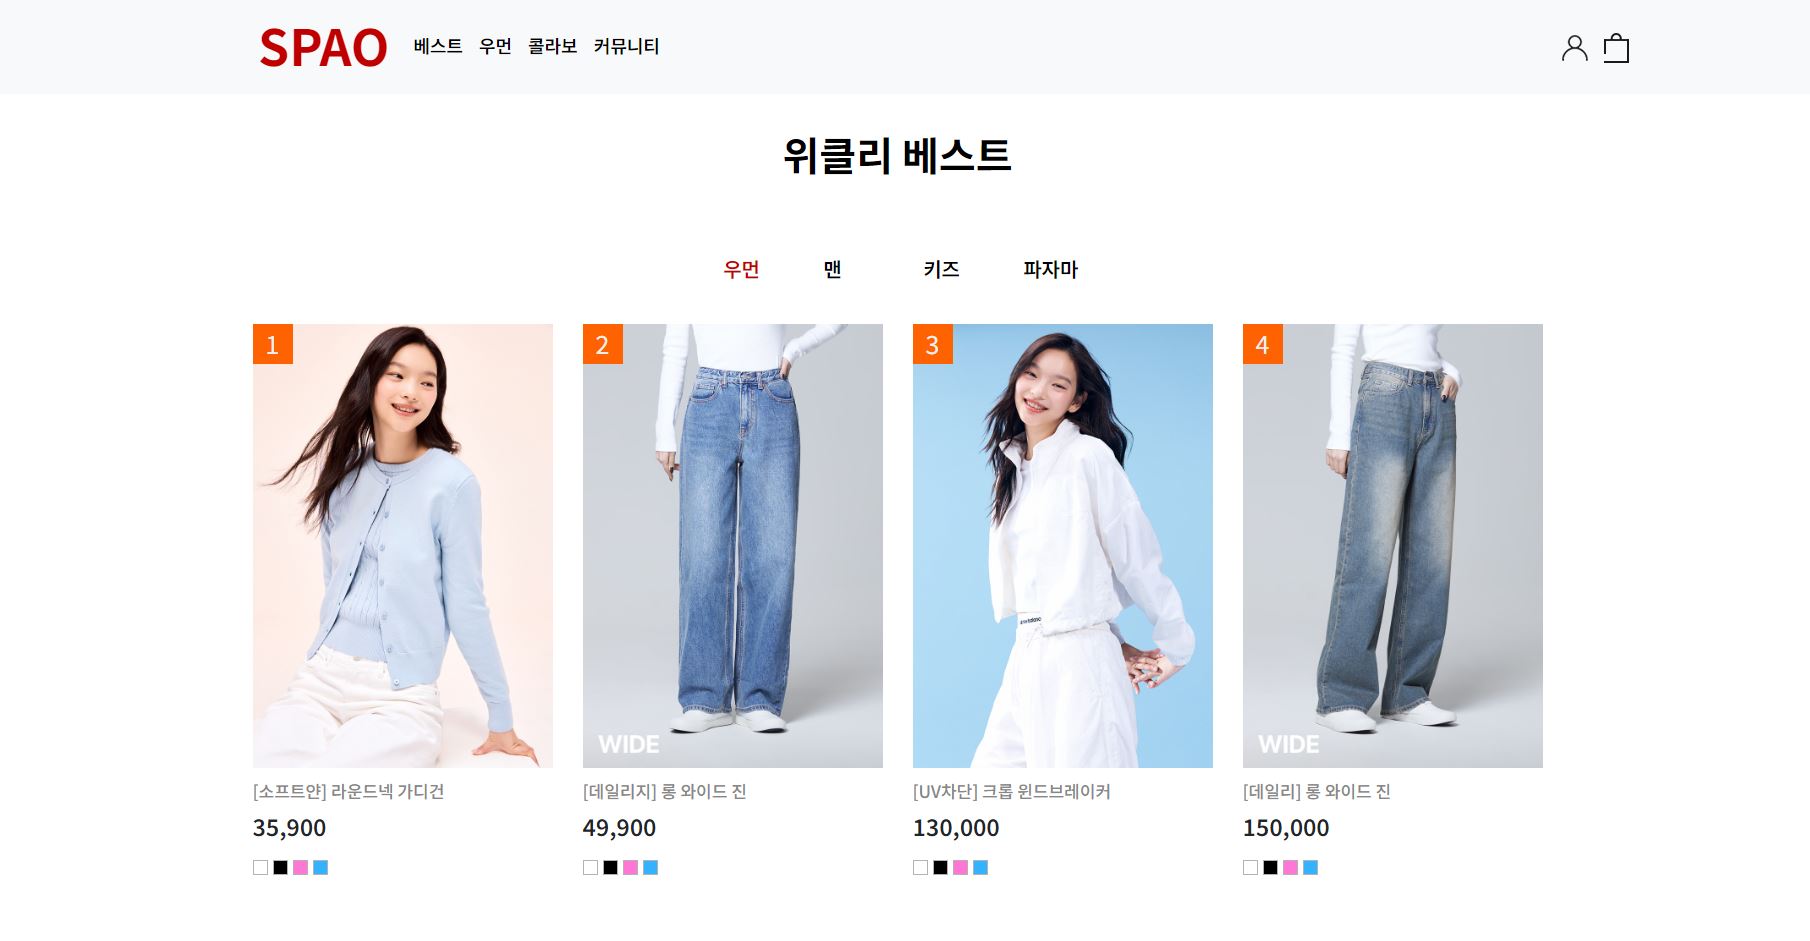 SPAO 베스트 우먼 콜라보 커뮤니티
위클리 베스트
우먼 맨 키즈 파자마
1 2 3 4
WIDE WIDE
[소프트얀] 라운드넥 가디건
35,900
[데일리지] 롱 와이드 진
49,900
[UV차단] 크롭 윈드브레이커
130,000
[데일리] 롱 와이드 진
150,000